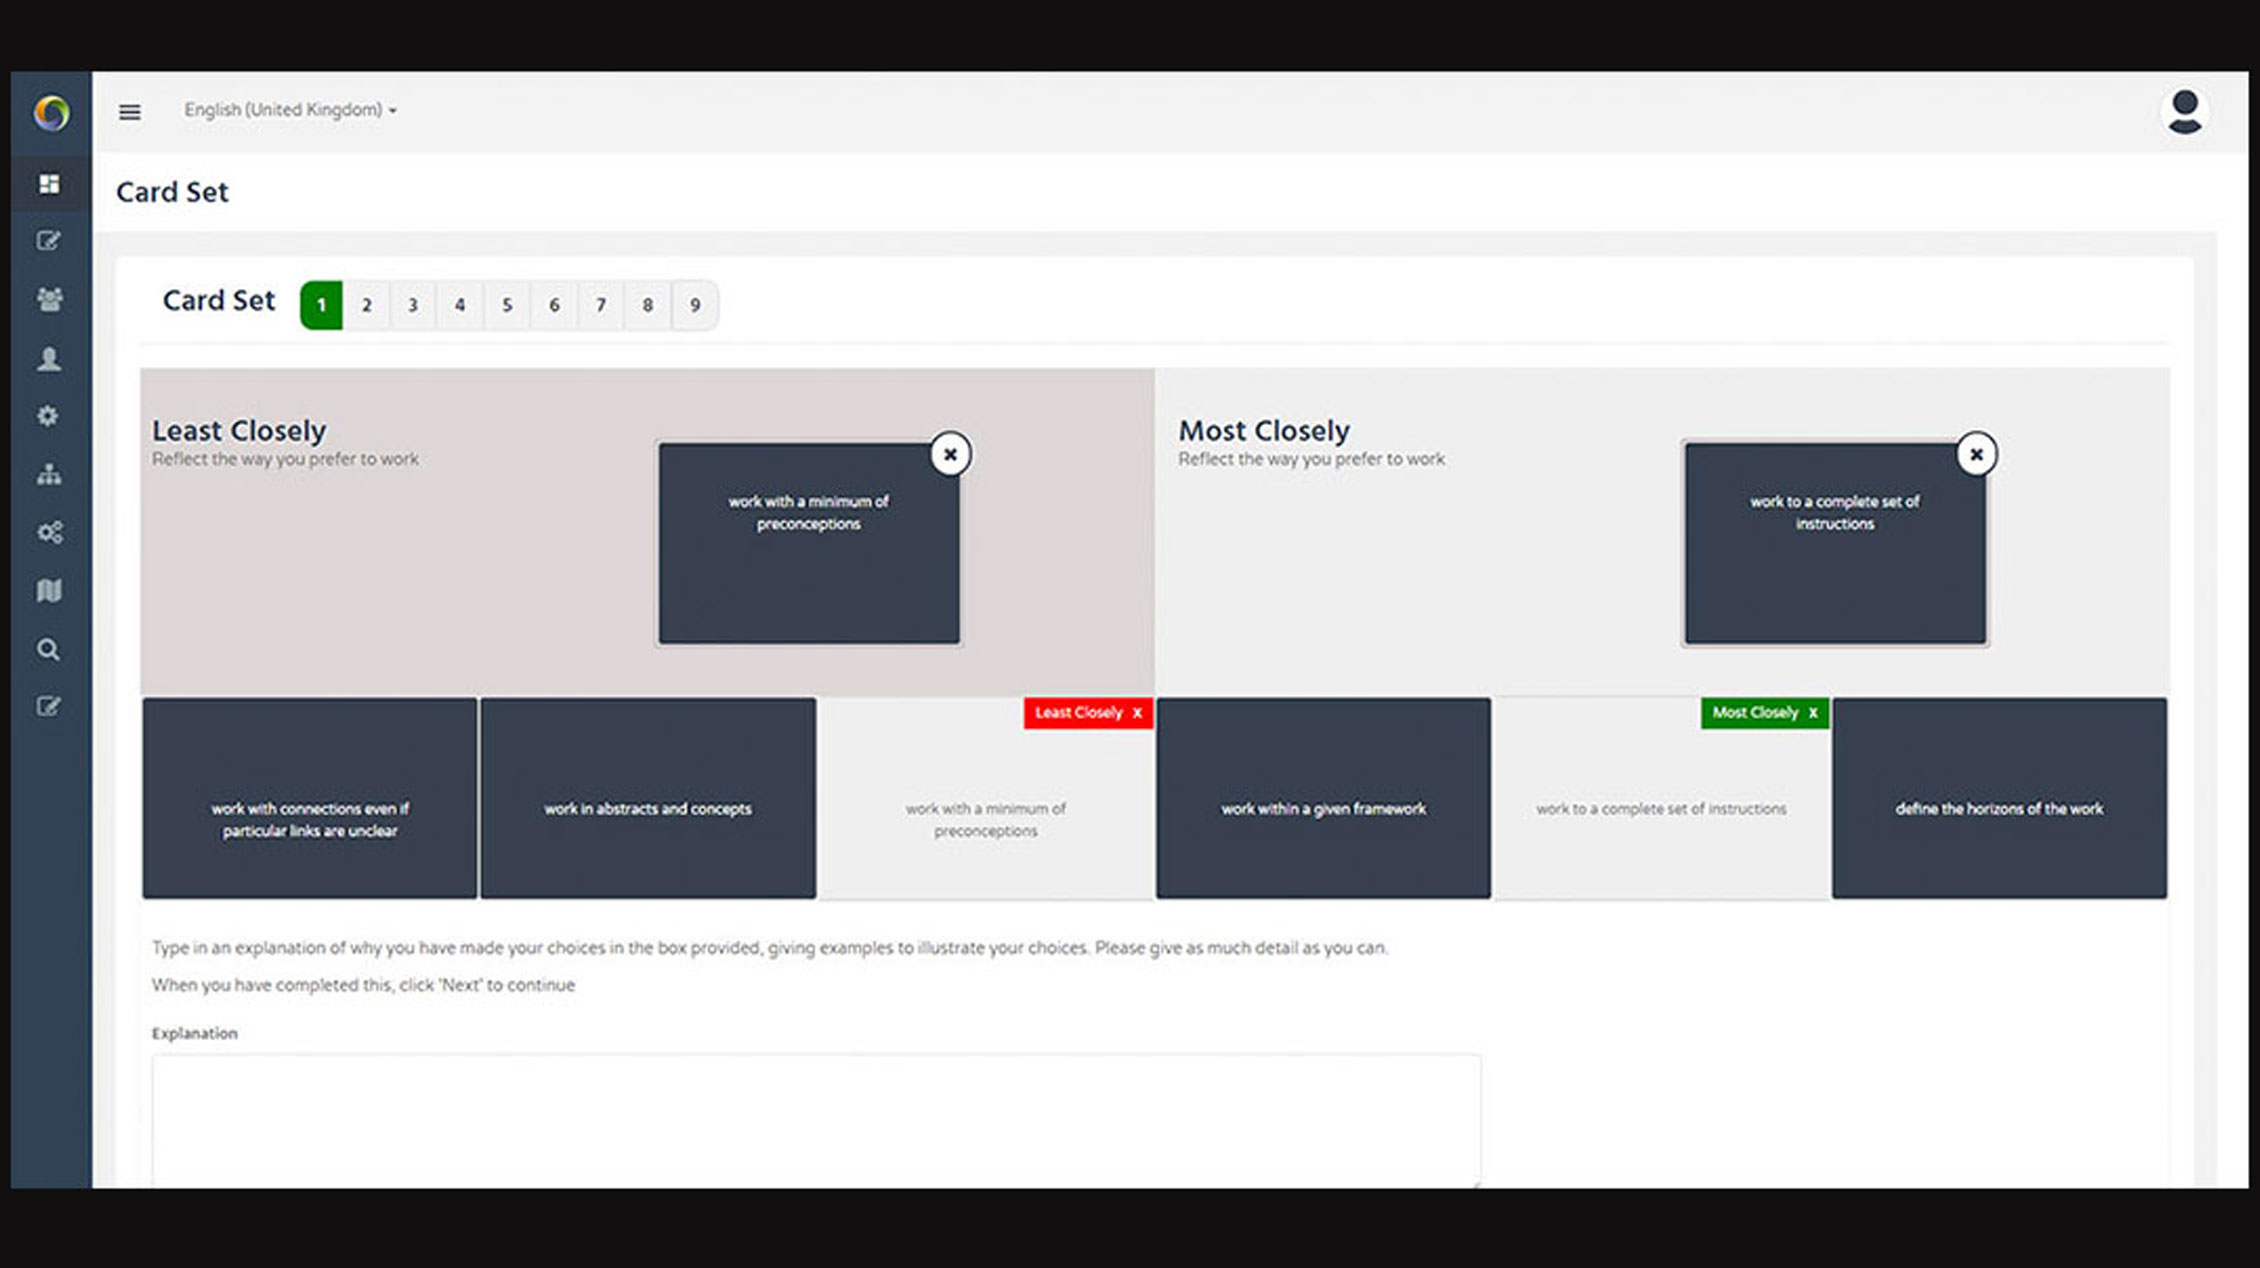 English (United Kingdom)
Card Set
Card Set 1 2 3 4 5 6 7 8 9
Least Closely
Reflect the way you prefer to work
work with a minimum of
preconceptions
Most Closely
Reflect the way you prefer to work
work to a complete set of
instructions
work with connections even if
particular links are unclear
work in abstracts and concepts
Least Closely x
work with a minimum of
preconceptions
work within a given framework
Most Closely x
work to a complete set of instructions
define the horizons of the work
Type in an explanation of why you have made your choices in the box provided, giving examples to illustrate your choices. Please give as much detail as you can.
When you have completed this, click 'Next' to continue
Explanation